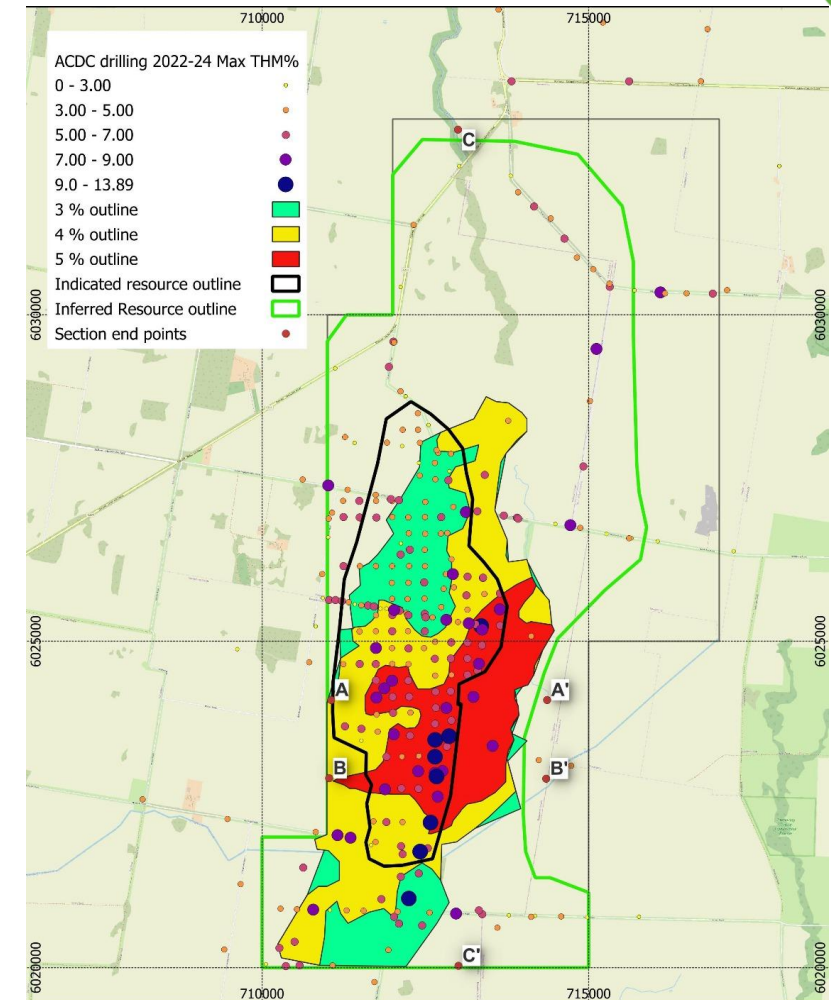 710000
715000
ACDC drilling 2022-24 Max THM%
0 - 3.00
3.00 - 5.00
5.00 - 7.00
7.00 - 9.00
9.0 - 13.89
3 % outline
4 % outline
5 % outline
Indicated resource outline
Inferred Resource outline
Section end points
C
6030000
6030000
6025000
6025000
A
A'
B
B'
C'
6020000
6020000
710000
715000